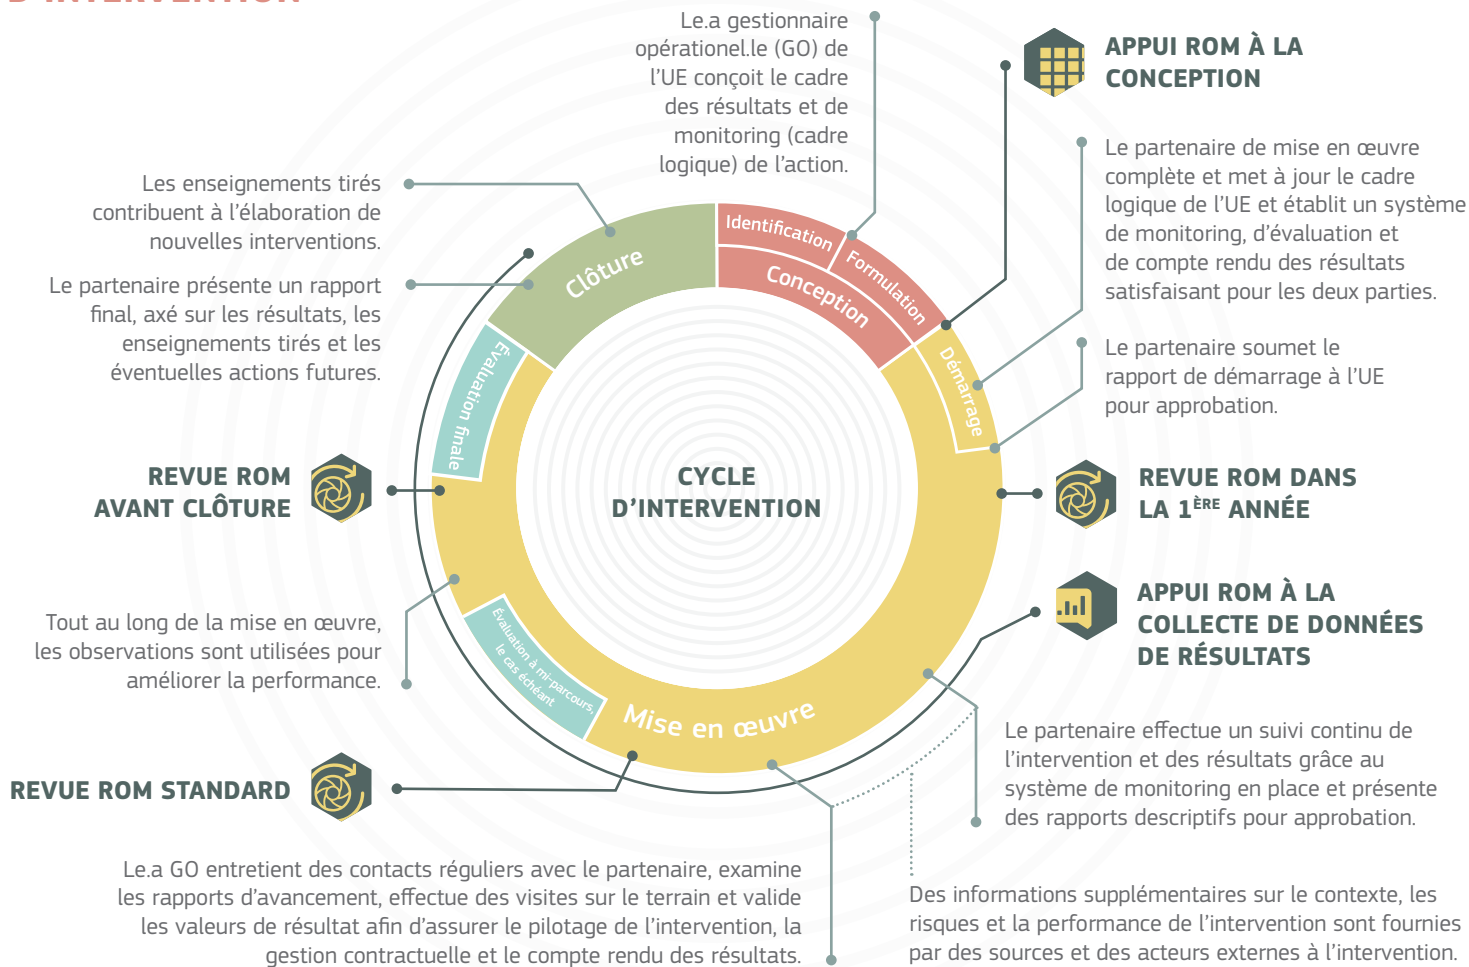 D'INTERVENTION
Le.a gestionnaire
opérationel.le (GO) de
l'UE conçoit le cadre
des résultats et de
monitoring (cadre
logique) de l'action.
APPUI ROM À LA
CONCEPTION
Le partenaire de mise en œuvre
complète et met à jour le cadre
logique de l'UE et établit un système
de monitoring, d'évaluation et
de compte rendu des résultats
satisfaisant pour les deux parties.
Le partenaire soumet le
rapport de démarrage à l'UE
pour approbation.
Les enseignements tirés
contribuent à l'élaboration de
nouvelles interventions.
Le partenaire présente un rapport
final, axé sur les résultats, les
enseignements tirés et les
éventuelles actions futures.
Clôture
Identification
Formulation
Conception
Démarrage
Évaluation finale
CYCLE
D'INTERVENTION
REVUE ROM
AVANT CLÔTURE
REVUE ROM DANS
LA 1ÈRE ANNÉE
APPUI ROM À LA
COLLECTE DE DONNÉES
DE RÉSULTATS
Tout au long de la mise en œuvre,
les observations sont utilisées pour
améliorer la performance.
Évaluation à mi-parcours,
le cas échéant
Mise en œuvre
REVUE ROM STANDARD
Le partenaire effectue un suivi continu de
l'intervention et des résultats grâce au
système de monitoring en place et présente
des rapports descriptifs pour approbation.
Le.a GO entretient des contacts réguliers avec le partenaire, examine
les rapports d'avancement, effectue des visites sur le terrain et valide
les valeurs de résultat afin d'assurer le pilotage de l'intervention, la
gestion contractuelle et le compte rendu des résultats.
Des informations supplémentaires sur le contexte, les
risques et la performance de l'intervention sont fournies
par des sources et des acteurs externes à l'intervention.